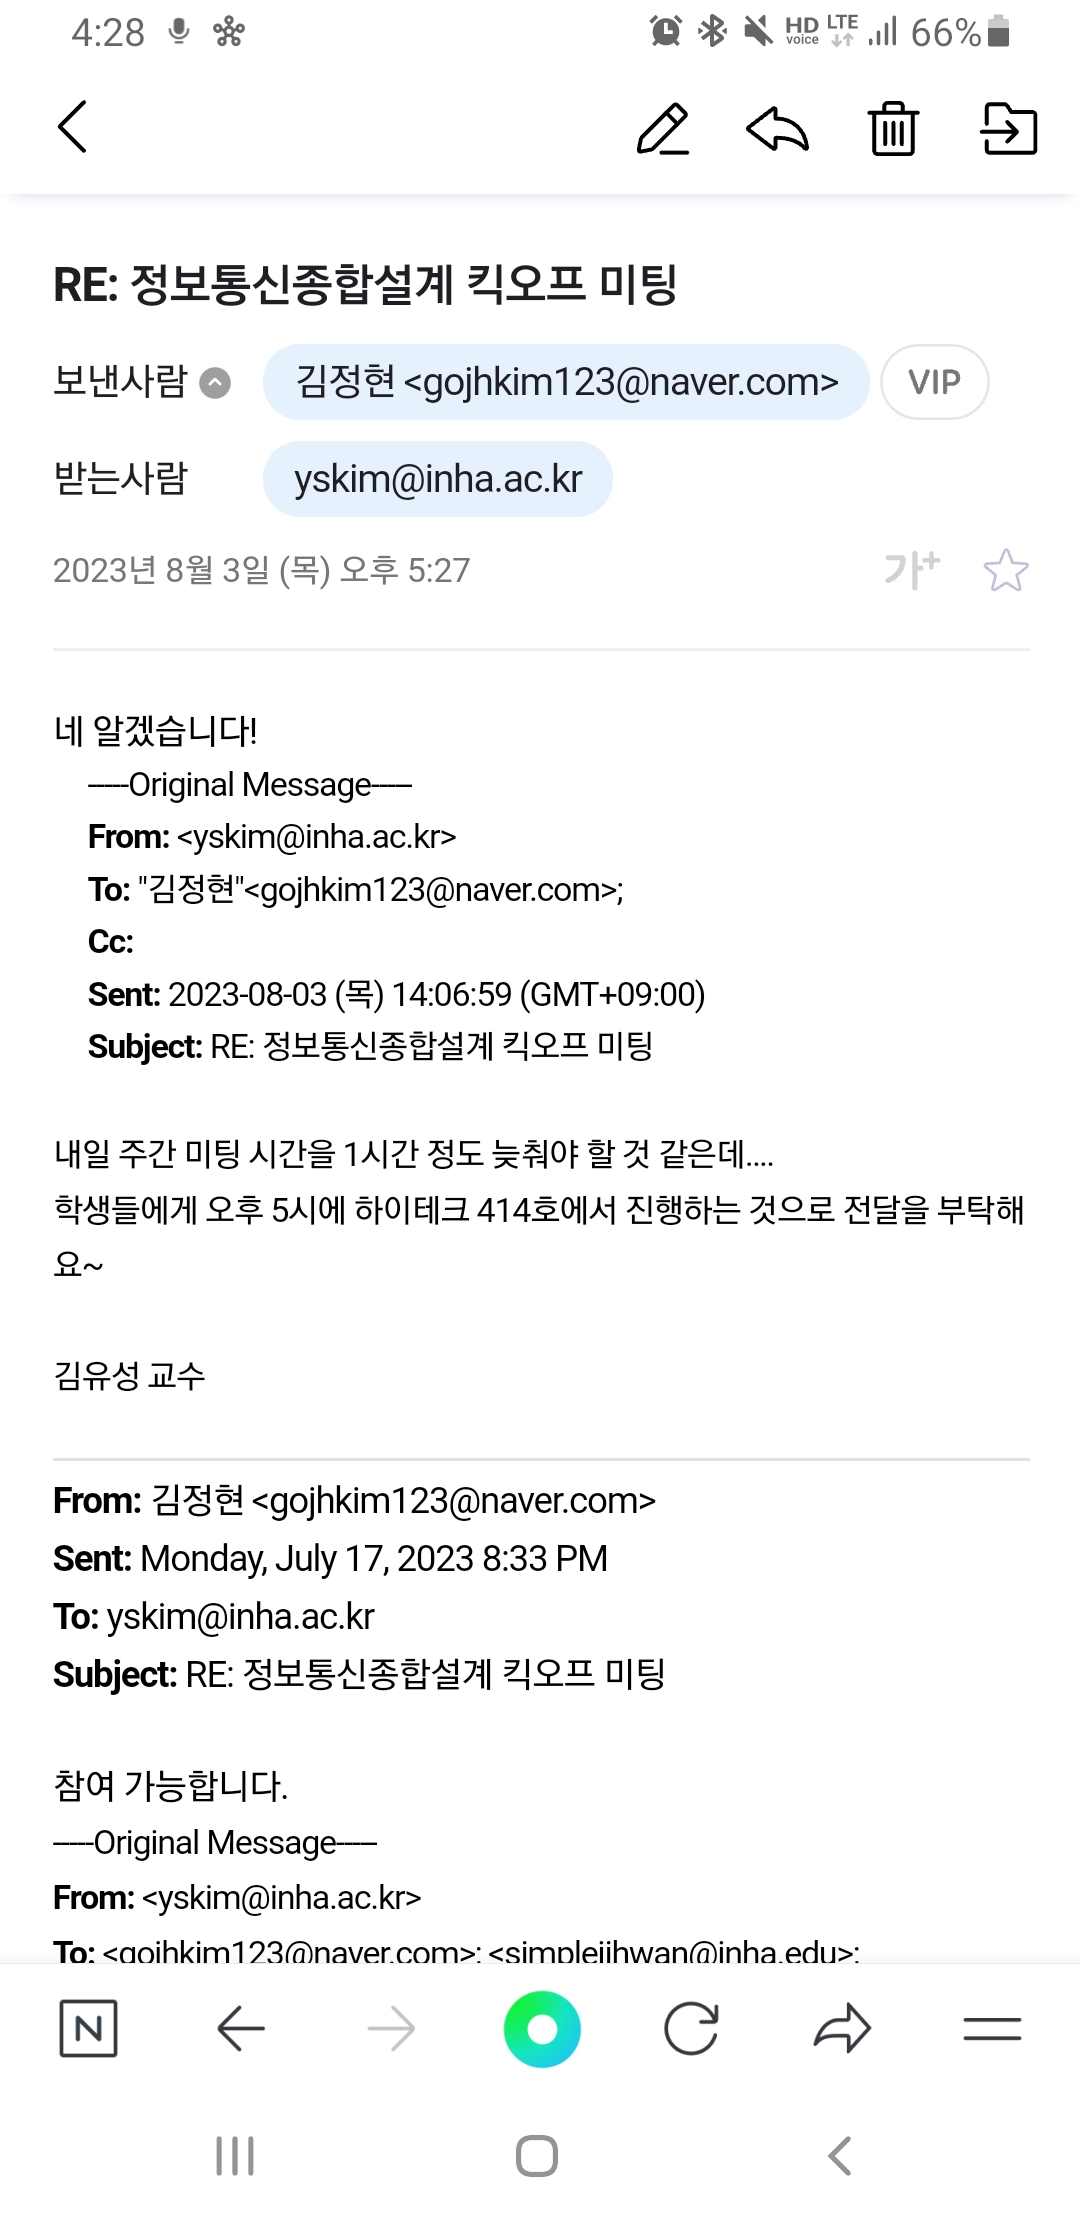 4:28
HD voice LTE 66%
RE: 정보통신종합설계 킥오프 미팅
보낸사람 김정현 <gojhkim123@naver.com> VIP
받는사람 yskim@inha.ac.kr
2023년 8월 3일 (목) 오후 5:27 가+
네 알겠습니다!
-----Original Message-----
From: <yskim@inha.ac.kr>
To: "김정현"<gojhkim123@naver.com>;
Cc:
Sent: 2023-08-03 (목) 14:06:59 (GMT+09:00)
Subject: RE: 정보통신종합설계 킥오프 미팅
내일 주간 미팅 시간을 1시간 정도 늦춰야 할 것 같은데....
학생들에게 오후 5시에 하이테크 414호에서 진행하는 것으로 전달을 부탁해
요~
김유성 교수
From: 김정현 <gojhkim123@naver.com>
Sent: Monday, July 17, 2023 8:33 PM
To: yskim@inha.ac.kr
Subject: RE: 정보통신종합설계 킥오프 미팅
참여 가능합니다.
-----Original Message-----
From: <yskim@inha.ac.kr>
To: <gojhkim123@naver.com>; <simplejihwan@inha.edu>;
N